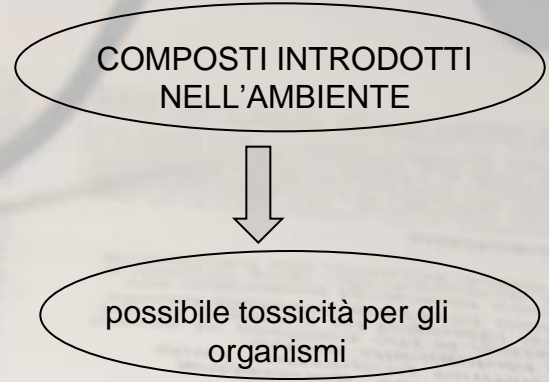 COMPOSTI INTRODOTTI
NELL’AMBIENTE
possibile tossicità per gli
organismi